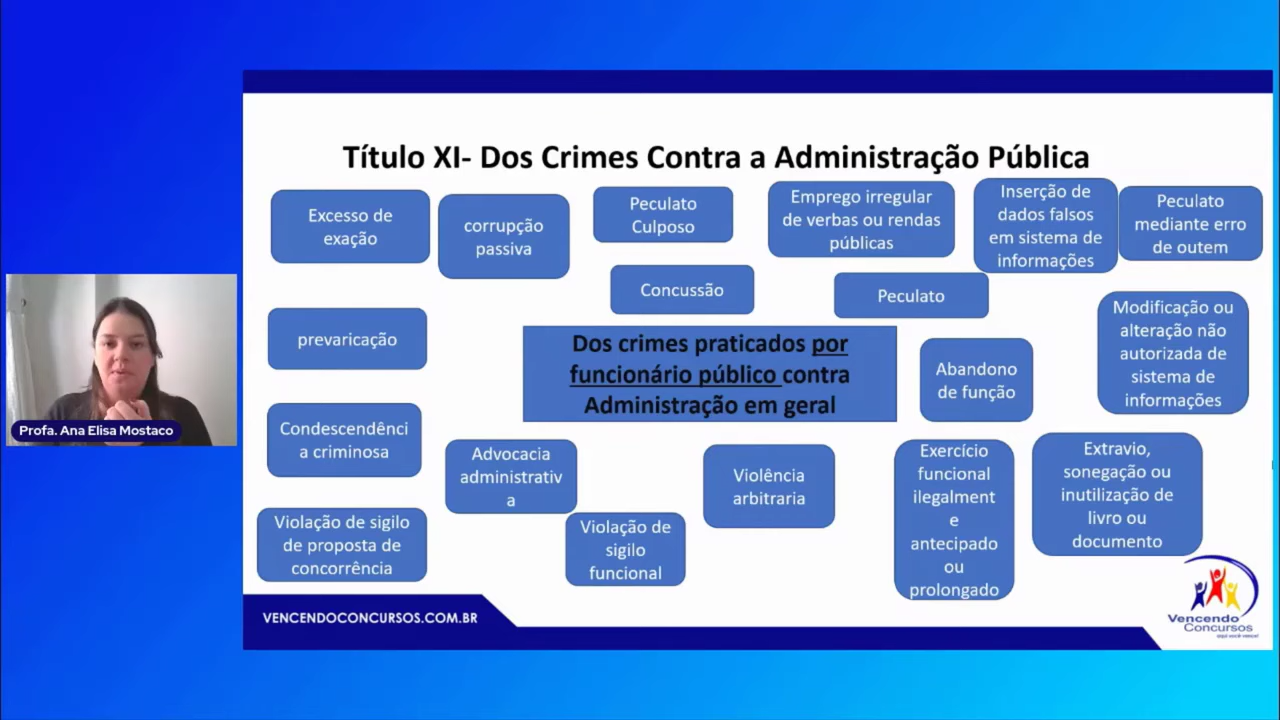 Título XI- Dos Crimes Contra a Administração Pública
Excesso de
exação
corrupção
passiva
Peculato
Culposo
Emprego irregular
de verbas ou rendas
públicas
Inserção de
dados falsos
em sistema de
informações
Peculato
mediante erro
de outem
Concussão
Peculato
prevaricação
Dos crimes praticados por
funcionário público contra
Administração em geral
Abandono
de função
Modificação ou
alteração não
autorizada de
sistema de
informações
Condescendênci
a criminosa
Advocacia
administrativ
a
Violência
arbitraria
Exercício
funcional
ilegalment
e
antecipado
ou
prolongado
Extravio,
sonegação ou
inutilização de
livro ou
documento
Violação de sigilo
de proposta de
concorrência
Violação de
sigilo
funcional
Profa. Ana Elisa Mostaco
VENCENDOCONCURSOS.COM.BR
Vencendo
Concursos
aqui você vence!